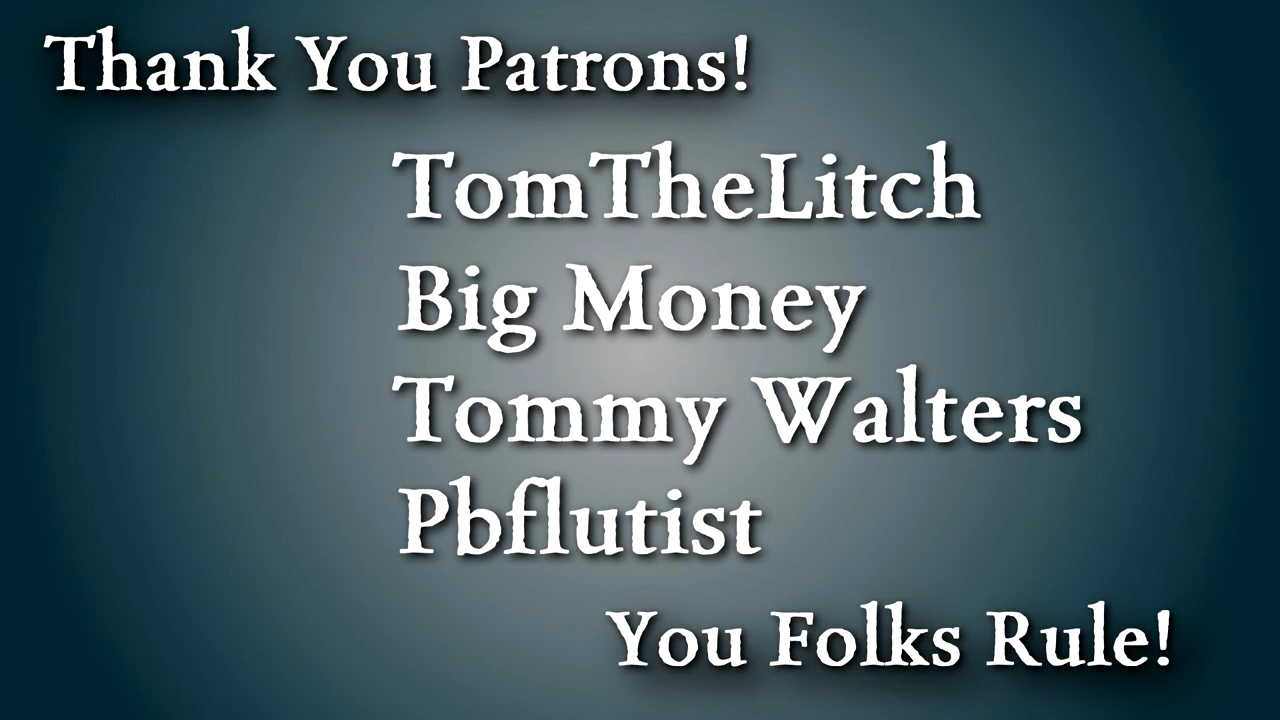 Thank You Patrons!
TomTheLitch
Big Money
Tommy Walters
Pbflutist
You Folks Rule!